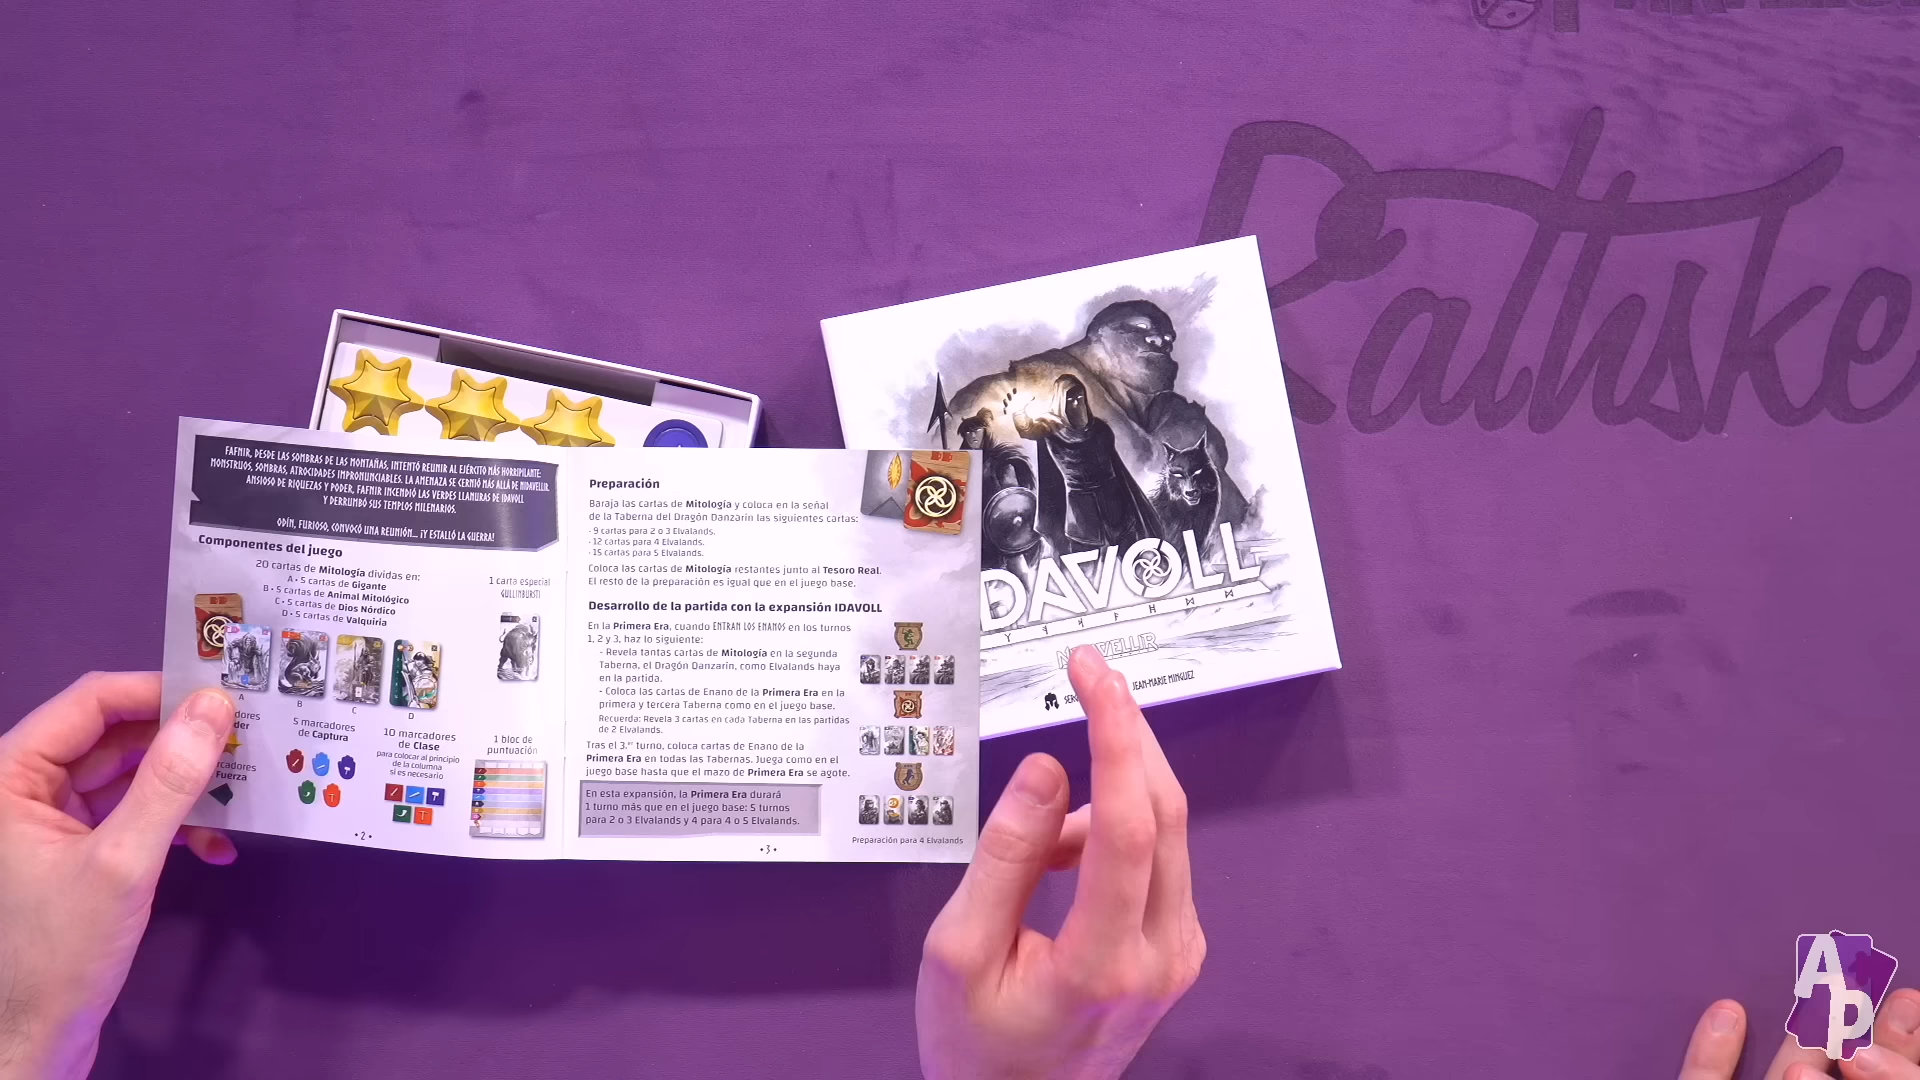 Rathske
FAFNIR, DESDE LAS SOMBRAS DE LAS MONTAÑAS, INTENTÓ REUNIR AL EJÉRCITO MÁS HORRIPILANTE:
MONSTRUOS, SOMBRAS, ATROCIDADES IMPRONUNCIABLES. LA AMENAZA SE CERNIÓ MÁS ALLÁ DE NIDAVELLIR.
ANSIOSO DE RIQUEZAS Y PODER, FAFNIR INCENDIÓ LAS VERDES LLANURAS DE IDAVOLL
Y DERRUMBÓ SUS TEMPLOS MILENARIOS.
ODÍN, FURIOSO, CONVOCÓ UNA REUNIÓN... ¡Y ESTALLÓ LA GUERRA!
Componentes del juego
20 cartas de Mitología dividas en:
A • 5 cartas de Gigante
B • 5 cartas de Animal Mitológico
C • 5 cartas de Dios Nórdico
D • 5 cartas de Valquiria
1 carta especial
GULLINBURSTI
A
B
C
D
5 marcadores
de Captura
10 marcadores
de Clase
para colocar al principio
de la columna
si es necesario
1 bloc de
puntuación
Fuerza
• 2 •
Preparación
Baraja las cartas de Mitología y coloca en la señal
de la Taberna del Dragón Danzarín las siguientes cartas:
- 9 cartas para 2 o 3 Elvalands.
- 12 cartas para 4 Elvalands.
- 15 cartas para 5 Elvalands.
Coloca las cartas de Mitología restantes junto al Tesoro Real.
El resto de la preparación es igual que en el juego base.
Desarrollo de la partida con la expansión IDAVOLL
En la Primera Era, cuando ENTRAN LOS ENANOS en los turnos
1, 2 y 3, haz lo siguiente:
- Revela tantas cartas de Mitología en la segunda
Taberna, el Dragón Danzarín, como Elvalands haya
en la partida.
- Coloca las cartas de Enano de la Primera Era en la
primera y tercera Taberna como en el juego base.
Recuerda: Revela 3 cartas en cada Taberna en las partidas
de 2 Elvalands.
Tras el 3.er turno, coloca cartas de Enano de la
Primera Era en todas las Tabernas. Juega como en el
juego base hasta que el mazo de Primera Era se agote.
En esta expansión, la Primera Era durará
1 turno más que en el juego base: 5 turnos
para 2 o 3 Elvalands y 4 para 4 o 5 Elvalands.
Preparación para 4 Elvalands
• 3 •
IDAVOLL
JEAN-MARIE MINGUEZ
AP